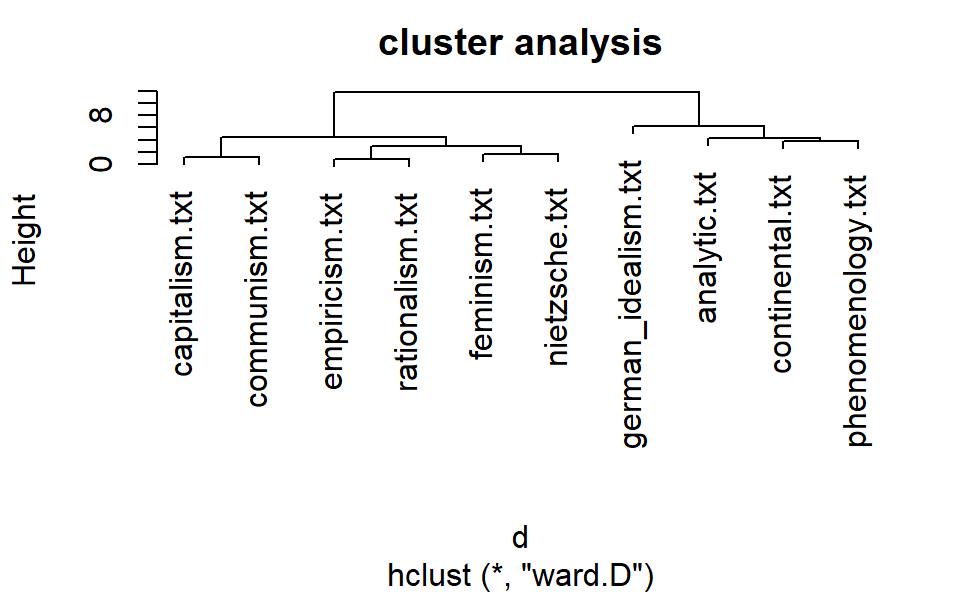 cluster analysis
Height
8
0
capitalism.txt
communism.txt
empiricism.txt
rationalism.txt
feminism.txt
nietzsche.txt
german_idealism.txt
analytic.txt
continental.txt
phenomenology.txt
d
hclust (*, "ward.D")